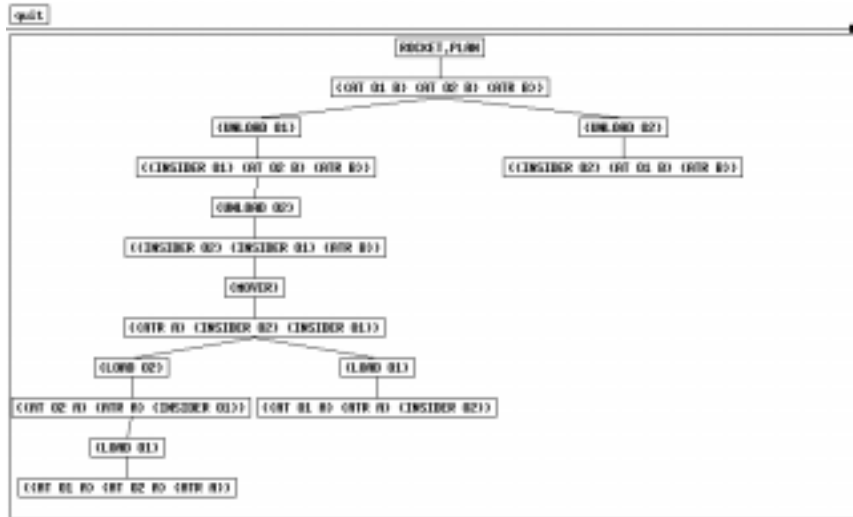 quit
ROCKET.PLAN
((AT O1 B) (AT O2 B) (ATR B))
(UNLOAD O1) (UNLOAD O2)
((INSIDER O1) (AT O2 B) (ATR B)) ((INSIDER O2) (AT O1 B) (ATR B))
(UNLOAD O2)
((INSIDER O2) (INSIDER O1) (ATR B))
(MOVER)
((ATR A) (INSIDER O2) (INSIDER O1))
(LOAD O2) (LOAD O1)
((AT O2 A) (ATR A) (INSIDER O1)) ((AT O1 A) (ATR A) (INSIDER O2))
(LOAD O1)
((AT O1 A) (AT O2 A) (ATR A))